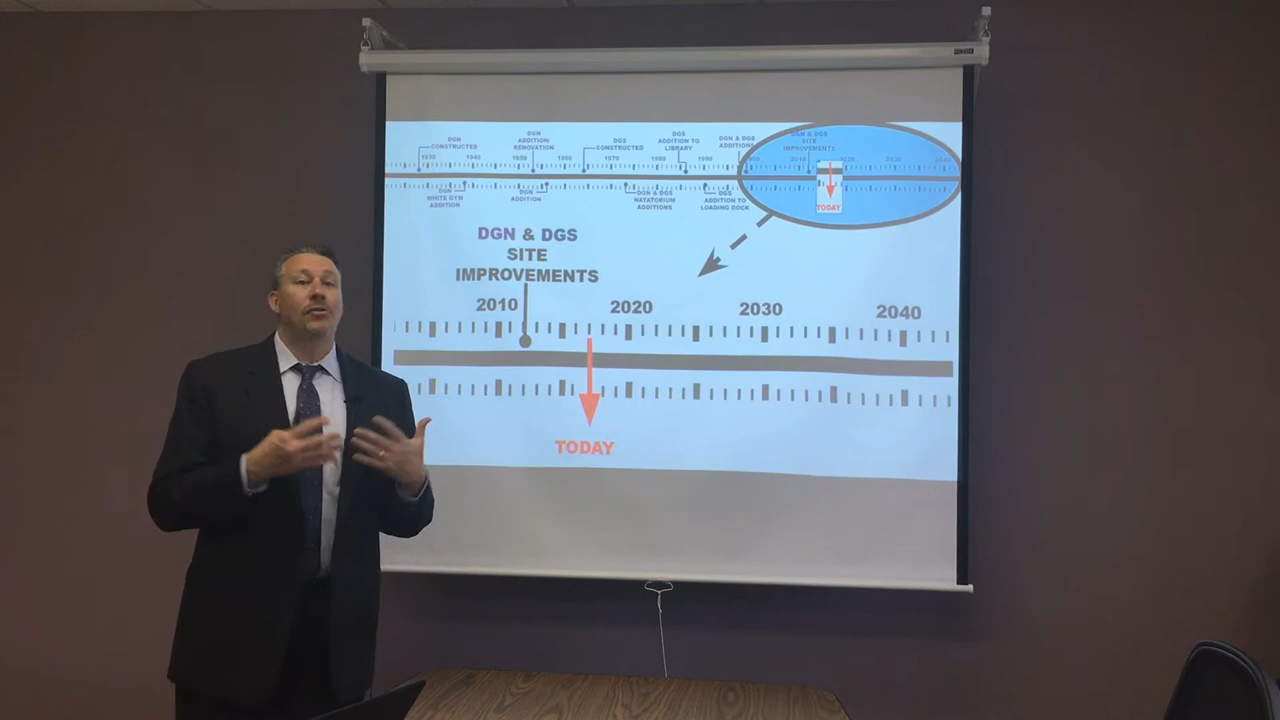 DGN
CONSTRUCTED
DGN
ADDITION/
RENOVATION
DGS
CONSTRUCTED
DGS
ADDITION TO
LIBRARY
DGN & DGS
ADDITIONS
DGN & DGS
SITE
IMPROVEMENTS
1930 1940 1950 1960 1970 1980 1990 2000 2010 2020 2030 2040
DGN
WHITE GYM
ADDITION
DGN
ADDITION
DGN & DGS
NATATORIUM
ADDITIONS
DGS
ADDITION TO
LOADING DOCK
TODAY
DGN & DGS
SITE
IMPROVEMENTS
2010 2020 2030 2040
TODAY